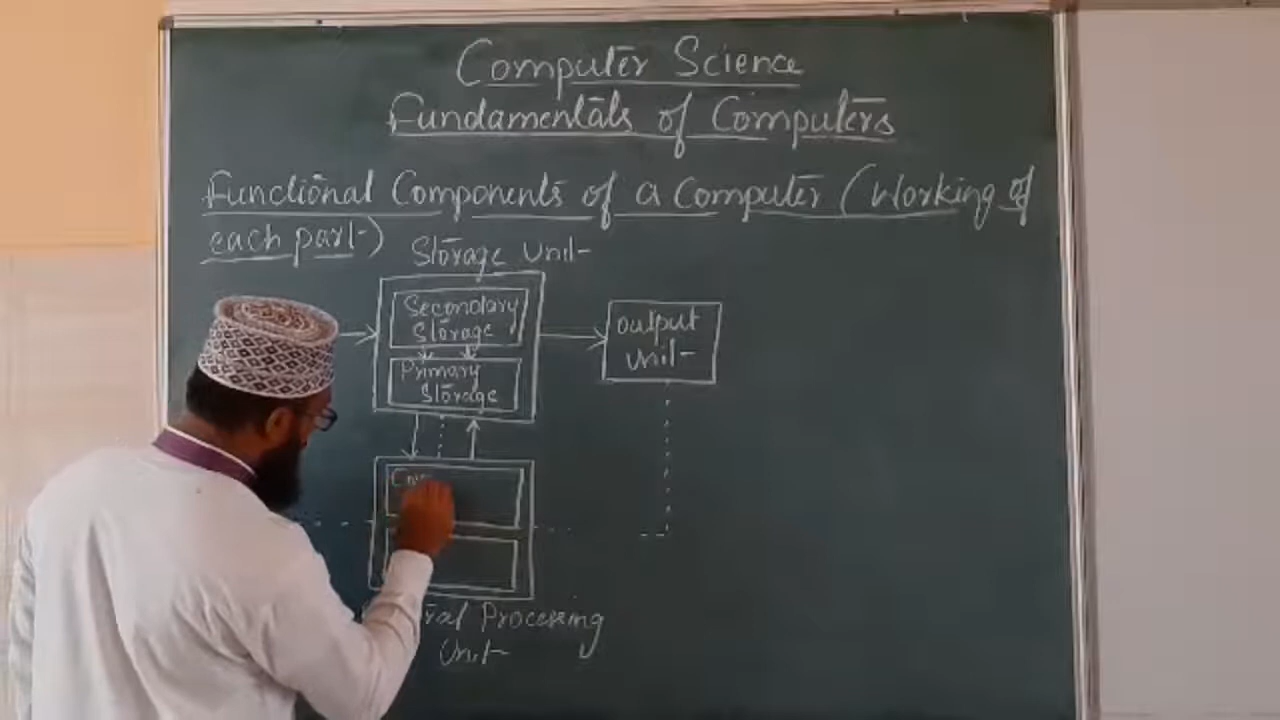 Computer Science
Fundamentals of Computers
Functional Components of a Computer (Working of
each part)
Storage Unit
Secondary
Storage
Primary
Storage
output
Unit
Processing
Unit